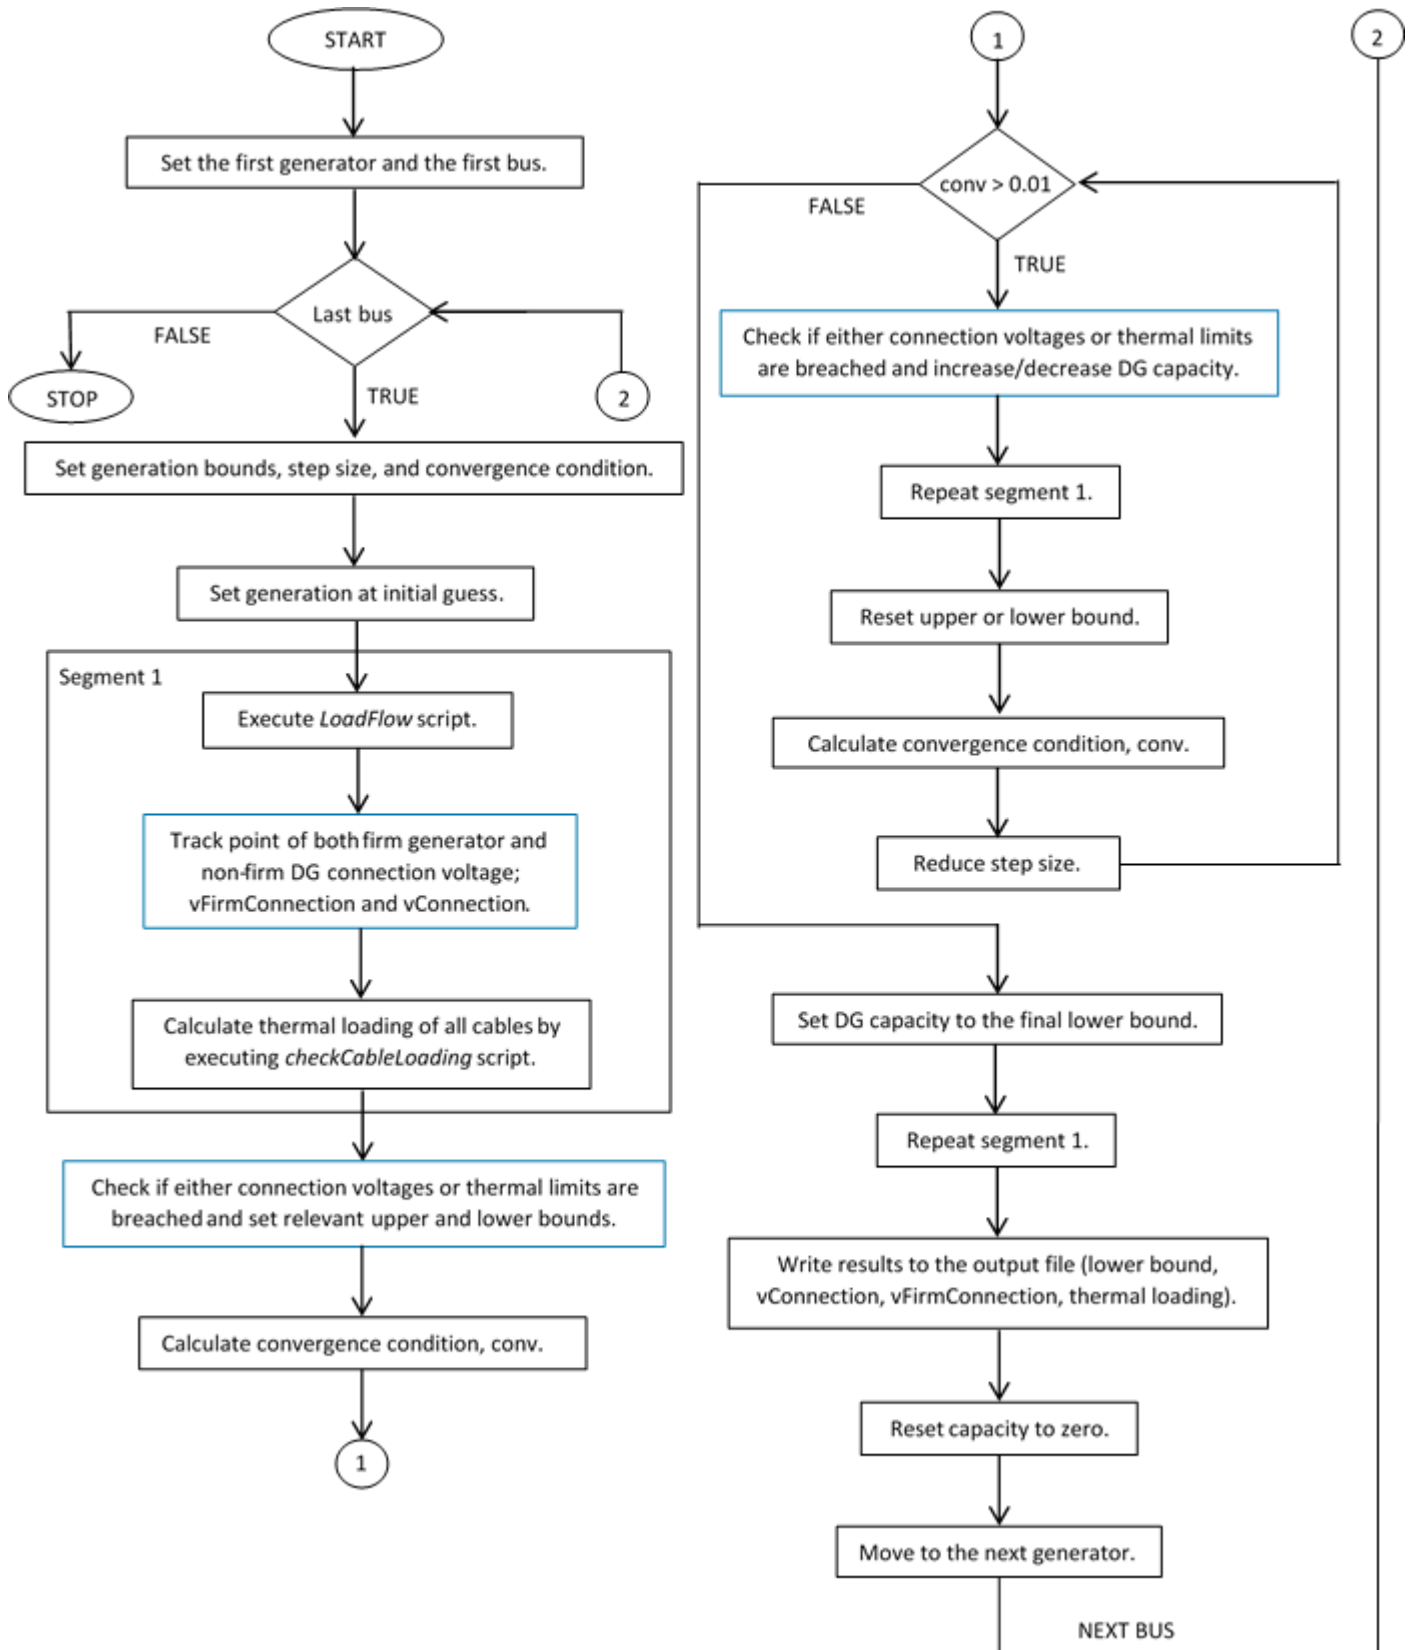 START
Set the first generator and the first bus.
Last bus
FALSE
STOP
TRUE
2
Set generation bounds, step size, and convergence condition.
Set generation at initial guess.
Segment 1
Execute LoadFlow script.
Track point of both firm generator and
non-firm DG connection voltage;
vFirmConnection and vConnection.
Calculate thermal loading of all cables by
executing checkCableLoading script.
Check if either connection voltages or thermal limits are
breached and set relevant upper and lower bounds.
Calculate convergence condition, conv.
1
1
2
conv > 0.01
FALSE
TRUE
Check if either connection voltages or thermal limits
are breached and increase/decrease DG capacity.
Repeat segment 1.
Reset upper or lower bound.
Calculate convergence condition, conv.
Reduce step size.
Set DG capacity to the final lower bound.
Repeat segment 1.
Write results to the output file (lower bound,
vConnection, vFirmConnection, thermal loading).
Reset capacity to zero.
Move to the next generator.
NEXT BUS